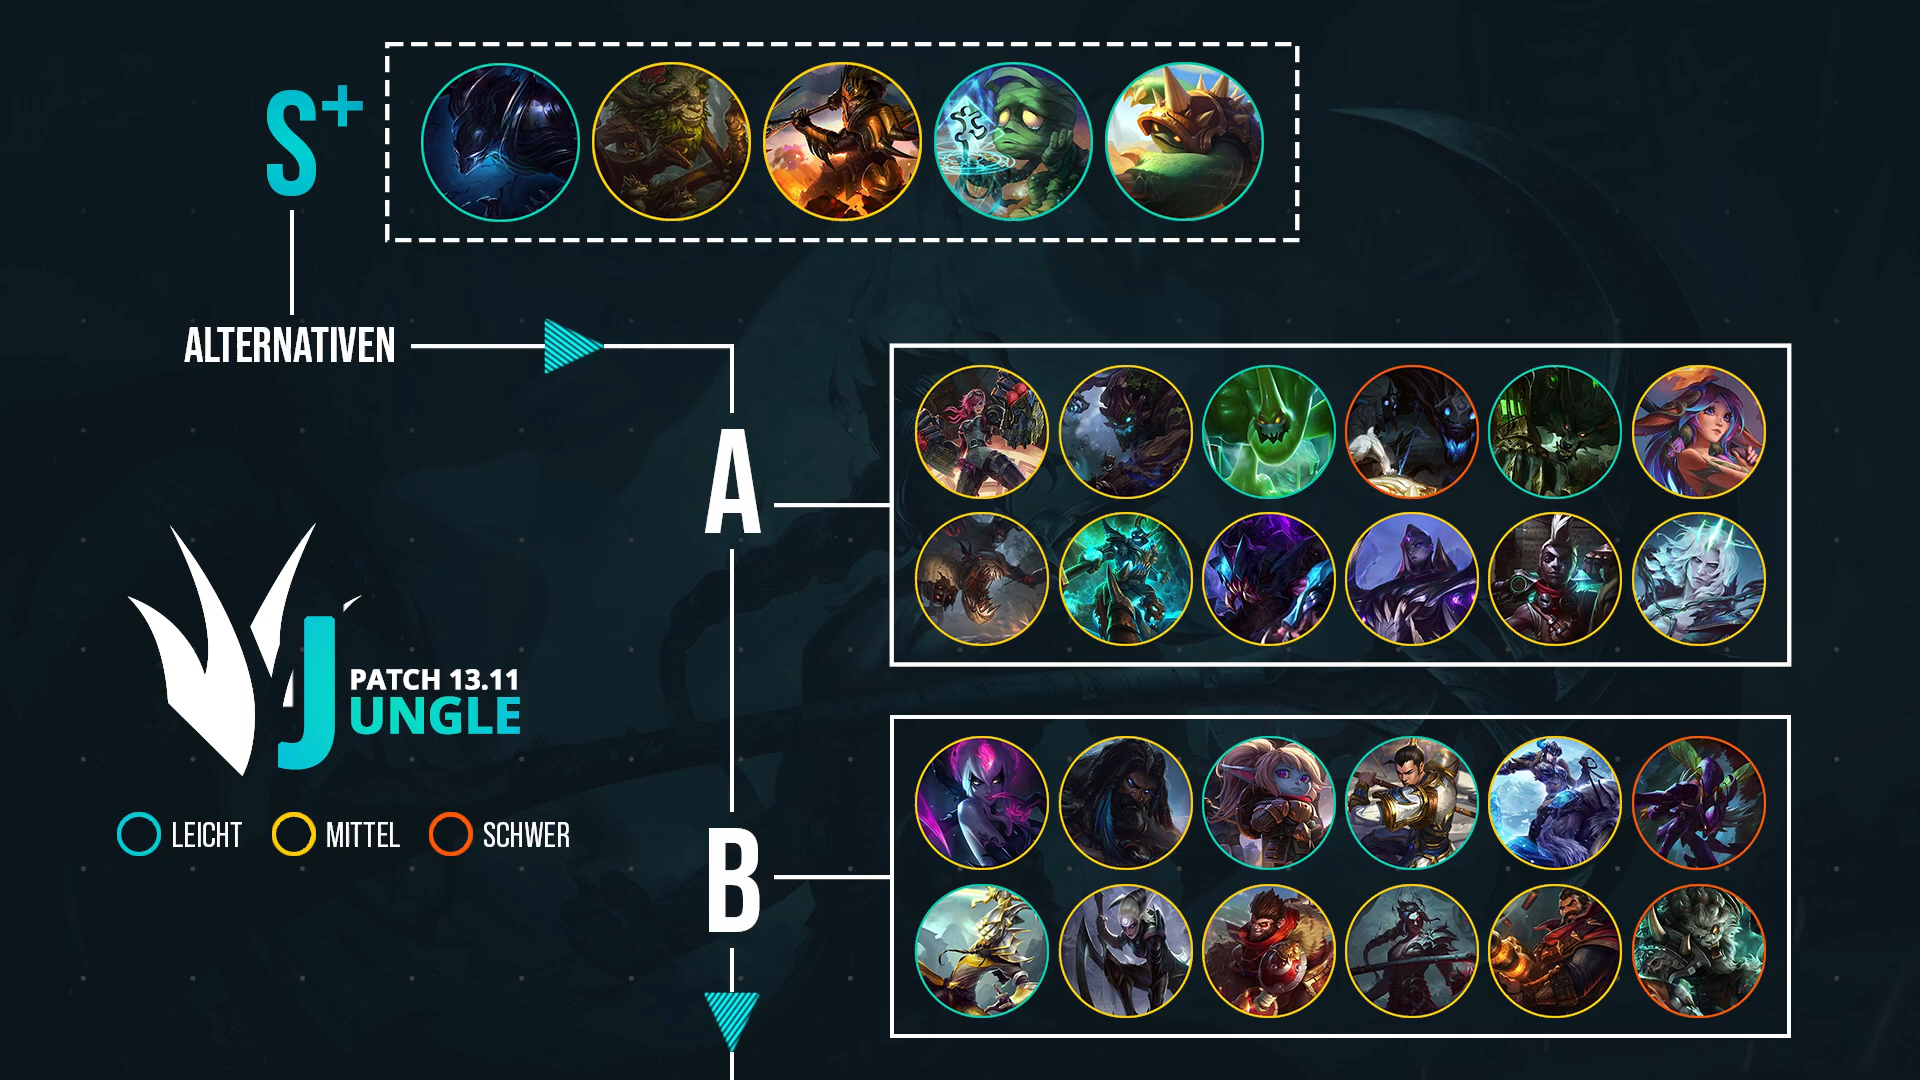 S+
ALTERNATIVEN
A
PATCH 13.11
JUNGLE
LEICHT MITTEL SCHWER
B